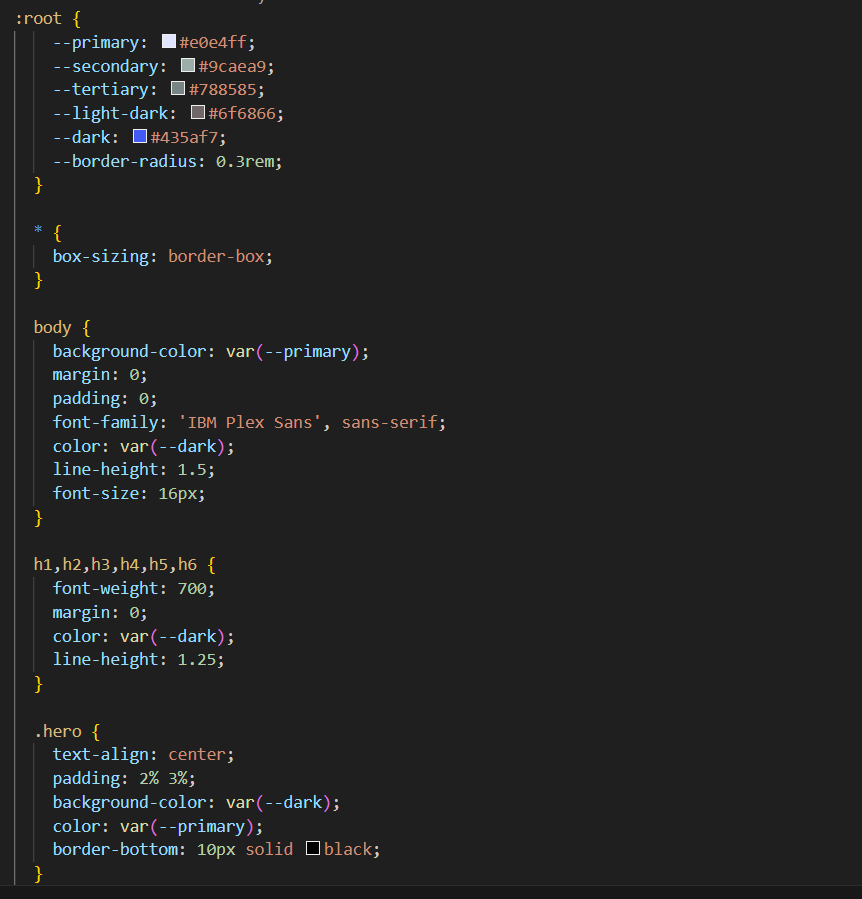 :root {
--primary: #e0e4ff;
--secondary: #9caea9;
--tertiary: #788585;
--light-dark: #6f6866;
--dark: #435af7;
--border-radius: 0.3rem;
}
* {
box-sizing: border-box;
}
body {
background-color: var(--primary);
margin: 0;
padding: 0;
font-family: 'IBM Plex Sans', sans-serif;
color: var(--dark);
line-height: 1.5;
font-size: 16px;
}
h1,h2,h3,h4,h5,h6 {
font-weight: 700;
margin: 0;
color: var(--dark);
line-height: 1.25;
}
.hero {
text-align: center;
padding: 2% 3%;
background-color: var(--dark);
color: var(--primary);
border-bottom: 10px solid black;
}